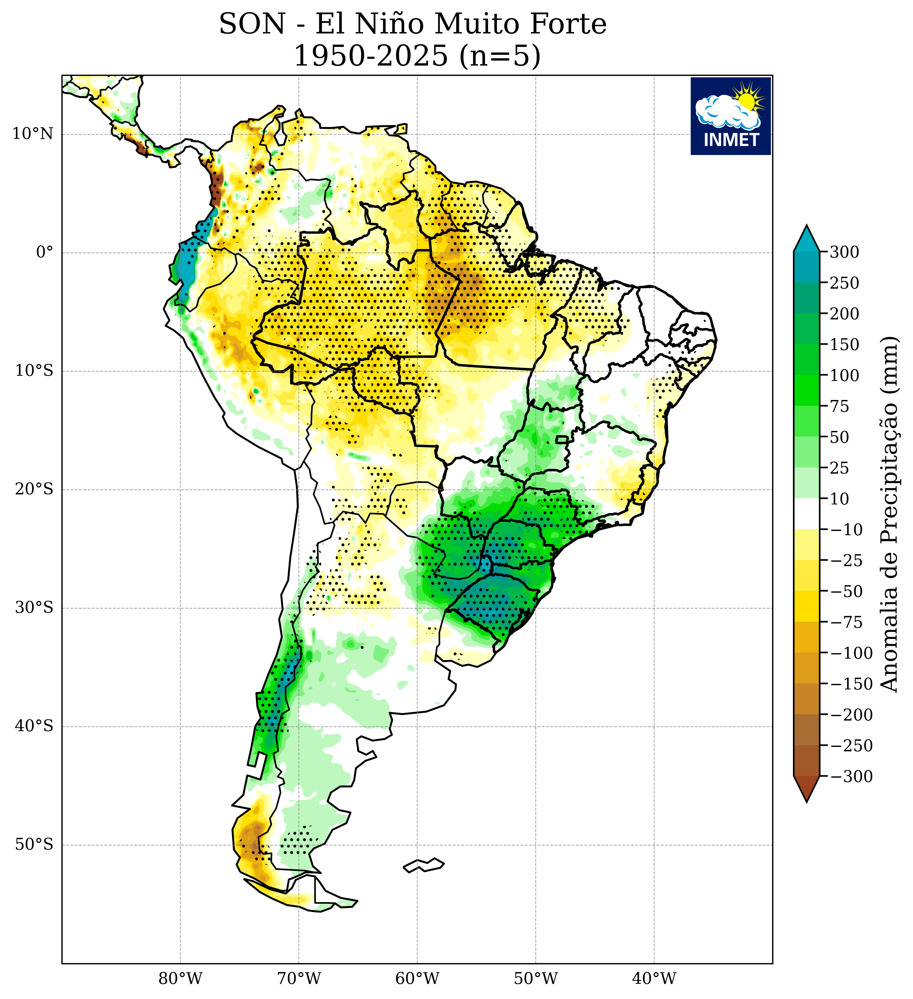 SON - El Niño Muito Forte
1950-2025 (n=5)
INMET
10°N
0°
10°S
20°S
30°S
40°S
50°S
80°W
70°W
60°W
50°W
40°W
300
250
200
150
100
75
50
25
10
−10
−25
−50
−75
−100
−150
−200
−250
−300
Anomalia de Precipitação (mm)